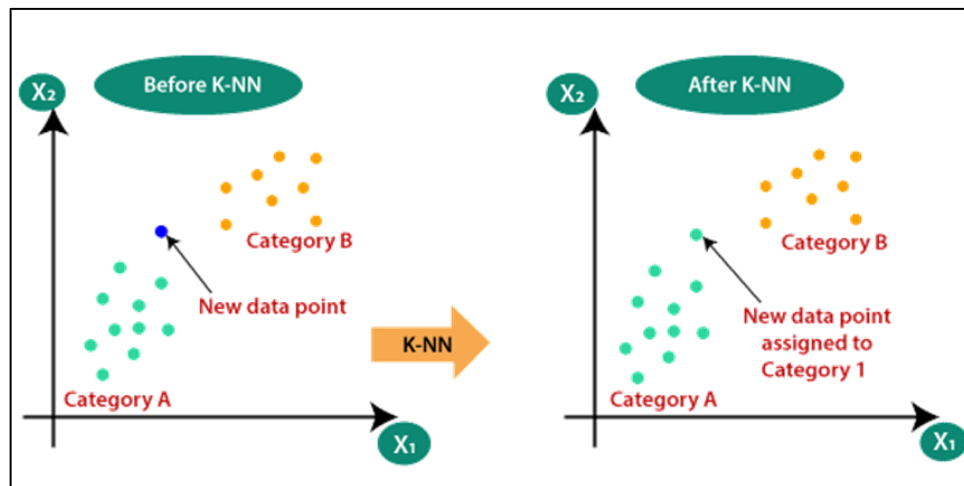 Before K-NN
X₂
Category B
New data point
Category A
X₁
K-NN
After K-NN
X₂
Category B
New data point
assigned to
Category 1
Category A
X₁